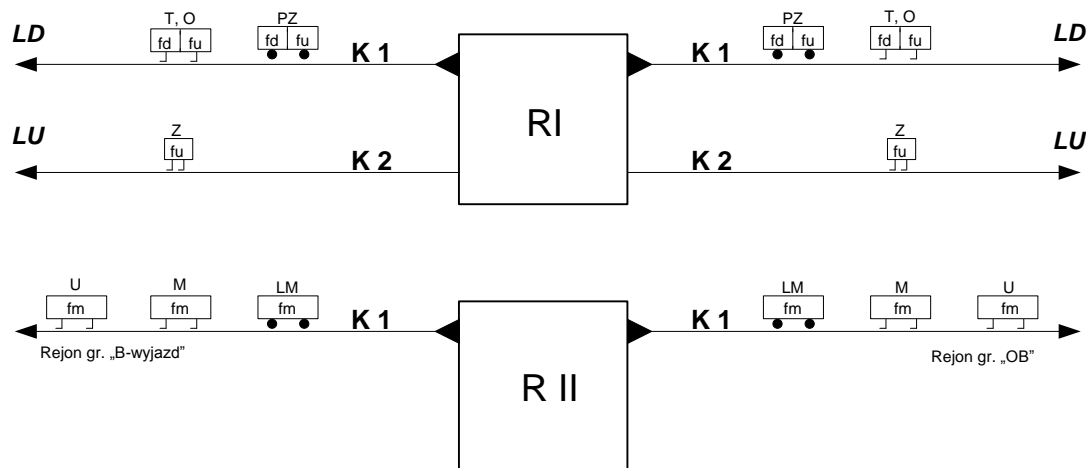 T, O PZ PZ T, O
LD fd fu fd fu fd fu fd fu LD
K 1 K 1
RI
Z Z
LU fu fu LU
K 2 K 2
U M LM LM M U
fm fm fm fm fm fm
K 1 K 1
Rejon gr. „B-wyjazd” Rejon gr. „OB”
R II